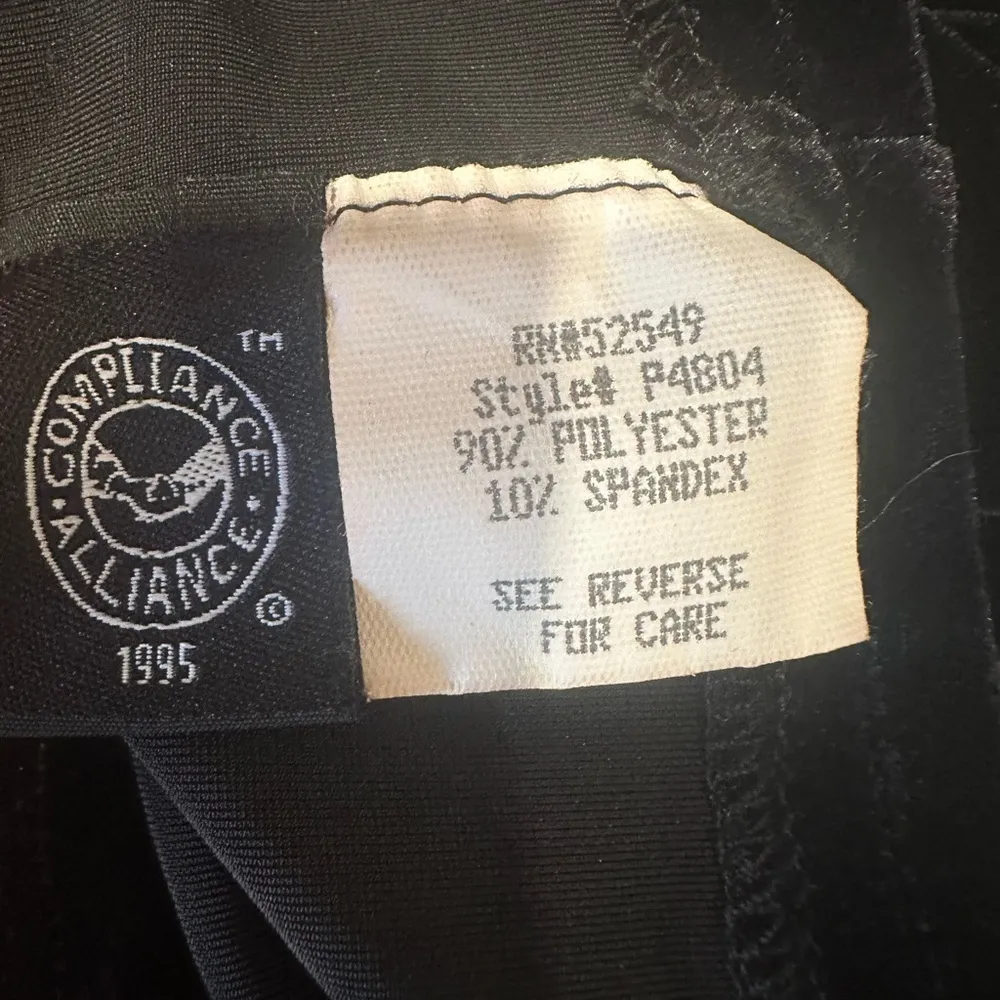 COMPLIANCE
ALLIANCE
TM
©
1995
RN#52549
Style# P4804
90% POLYESTER
10% SPANDEX
SEE REVERSE
FOR CARE